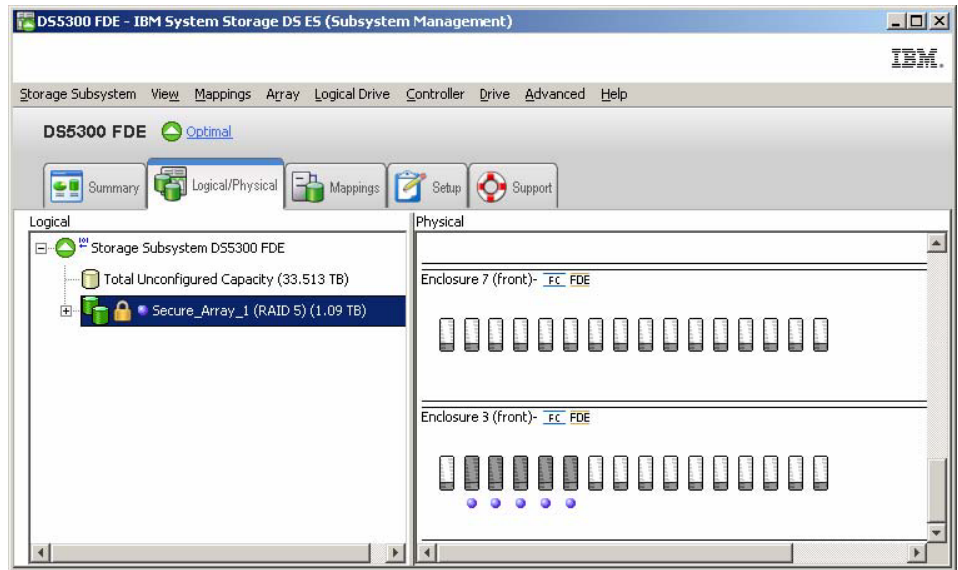 DS5300 FDE - IBM System Storage DS ES (Subsystem Management)
IBM.
Storage Subsystem View Mappings Array Logical Drive Controller Drive Advanced Help
DS5300 FDE Optimal
Summary Logical/Physical Mappings Setup Support
Logical
Storage Subsystem DS5300 FDE
Total Unconfigured Capacity (33.513 TB)
Secure_Array_1 (RAID 5) (1.09 TB)
Physical
Enclosure 7 (front)- FC FDE
Enclosure 3 (front)- FC FDE